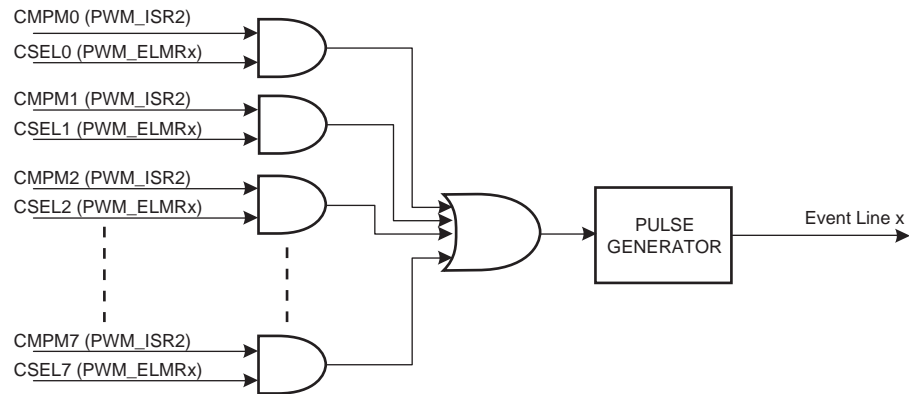 CMPM0 (PWM_ISR2)
CSEL0 (PWM_ELMRx)
CMPM1 (PWM_ISR2)
CSEL1 (PWM_ELMRx)
CMPM2 (PWM_ISR2)
CSEL2 (PWM_ELMRx)
PULSE
GENERATOR
Event Line x
CMPM7 (PWM_ISR2)
CSEL7 (PWM_ELMRx)